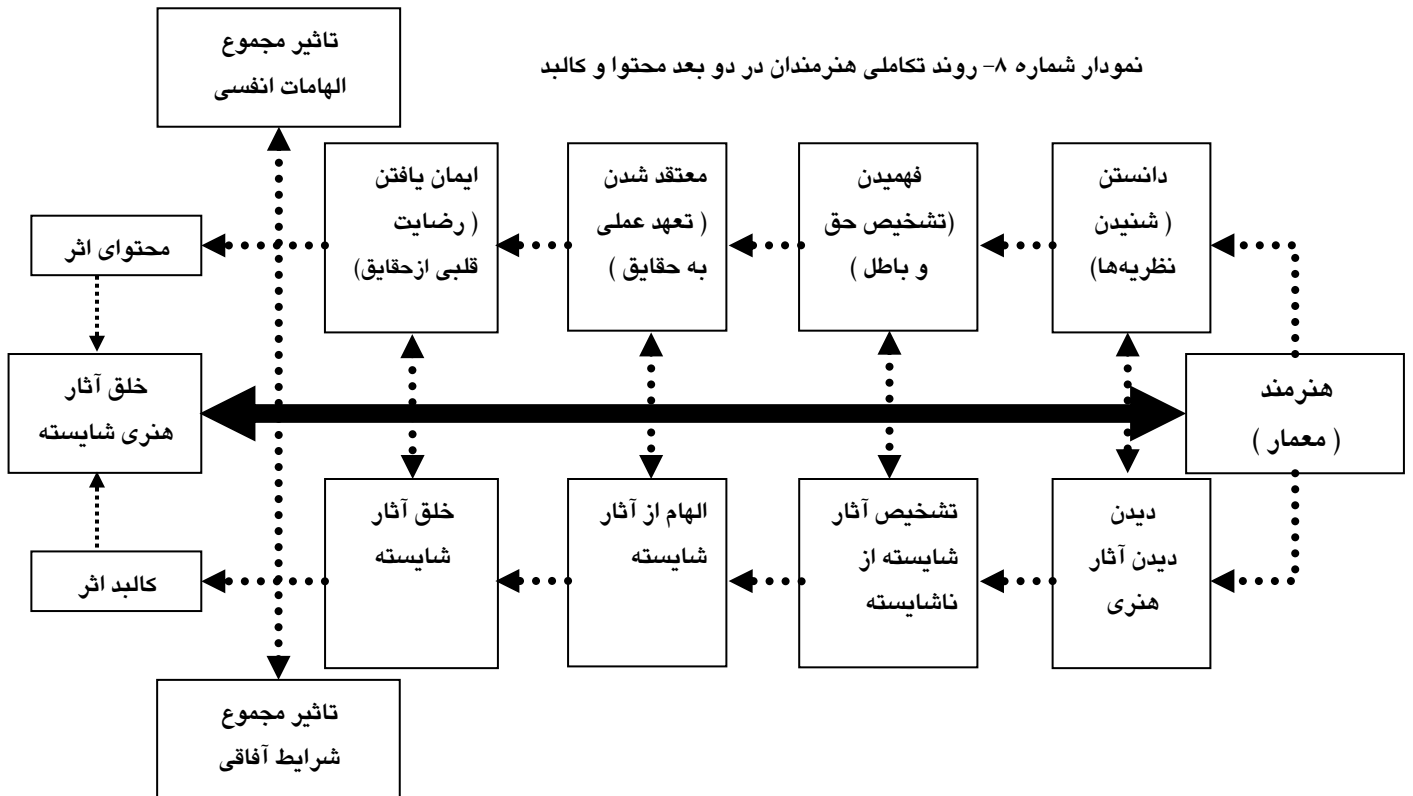 نمودار شماره ۸- روند تکاملی هنرمندان در دو بعد محتوا و کالبد
تاثیر مجموع
الهامات انفسی
هنرمند
( معمار )
دانستن
( شنیدن
نظریه‌ها)
فهمیدن
(تشخیص حق
و باطل )
معتقد شدن
( تعهد عملی
به حقایق )
ایمان یافتن
( رضایت
قلبی ازحقایق)
محتوای اثر
دیدن
دیدن آثار
هنری
تشخیص آثار
شایسته از
ناشایسته
الهام از آثار
شایسته
خلق آثار
شایسته
کالبد اثر
خلق آثار
هنری شایسته
تاثیر مجموع
شرایط آفاقی